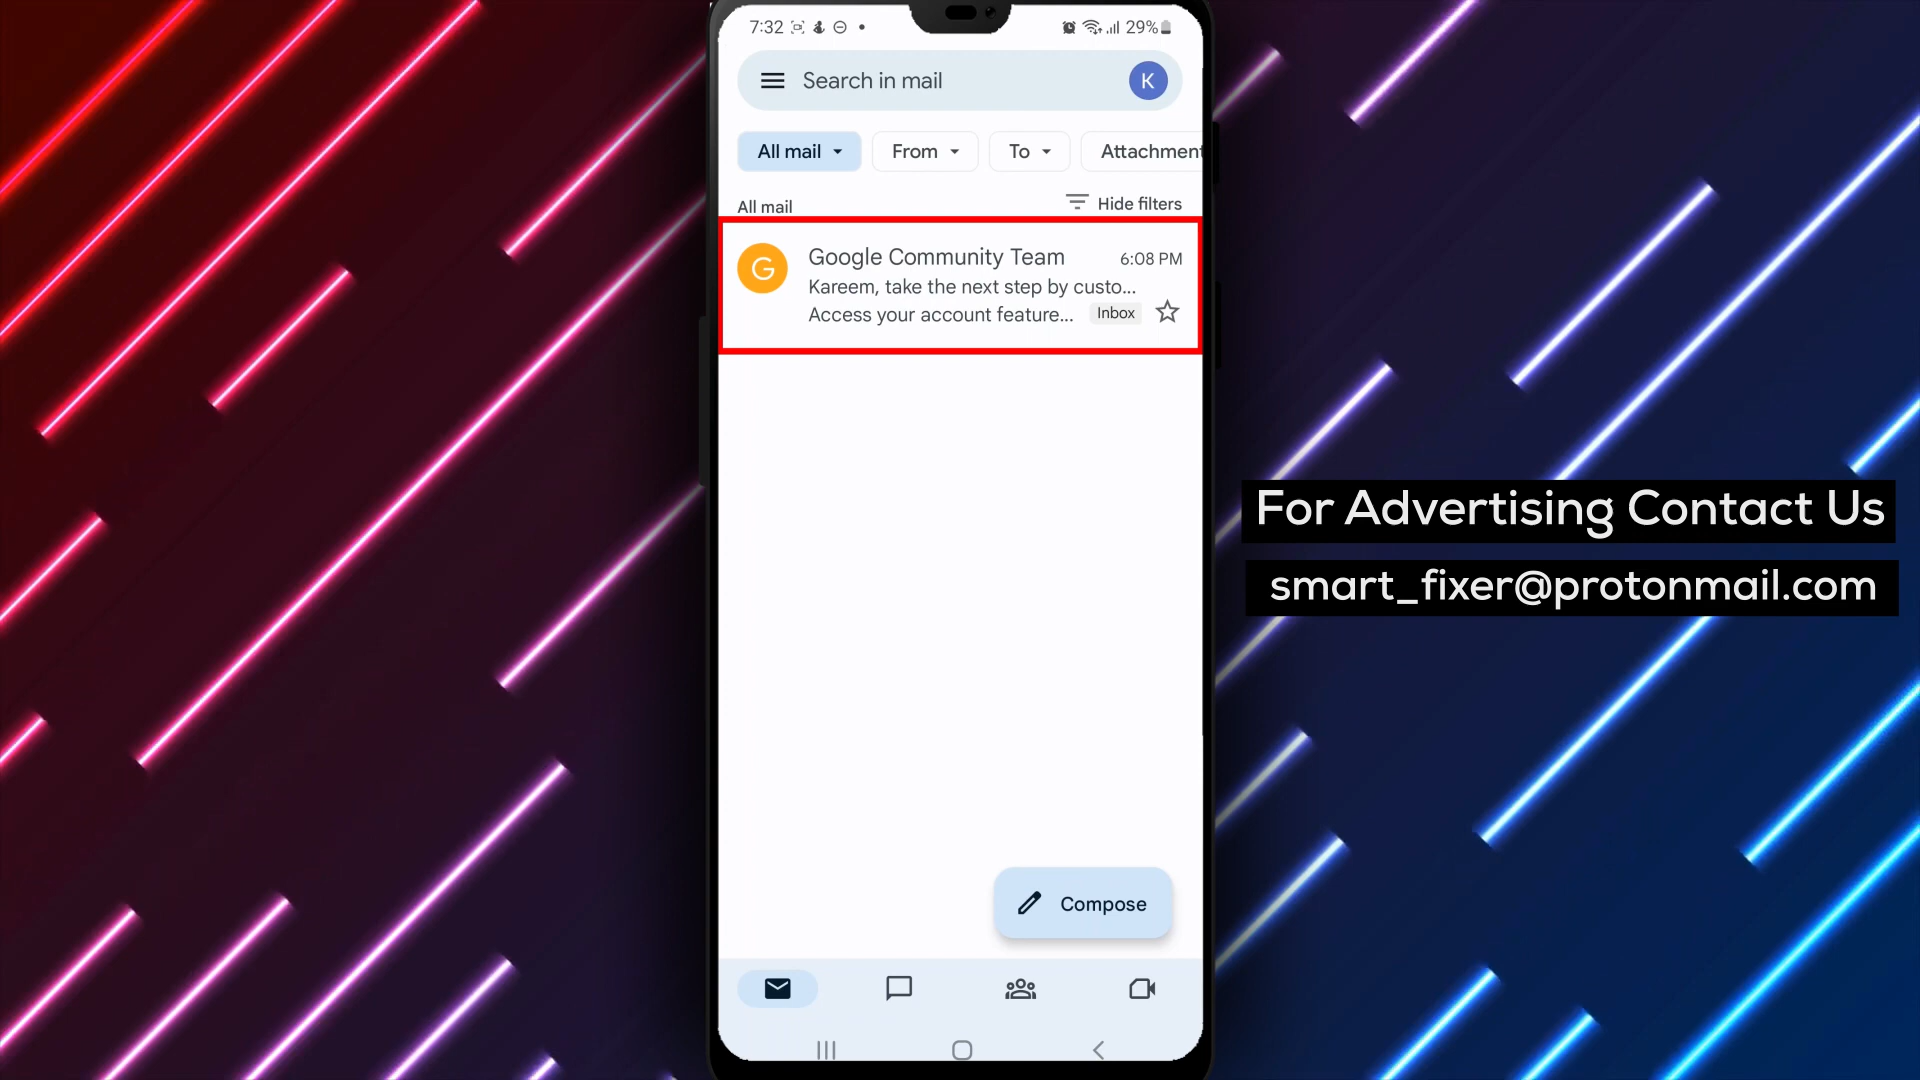 7:32
29%
Search in mail
K
All mail
From
To
Attachment
All mail
Hide filters
G
Google Community Team
6:08 PM
Kareem, take the next step by custo...
Access your account feature...
Inbox
Compose
For Advertising Contact Us
smart_fixer@protonmail.com